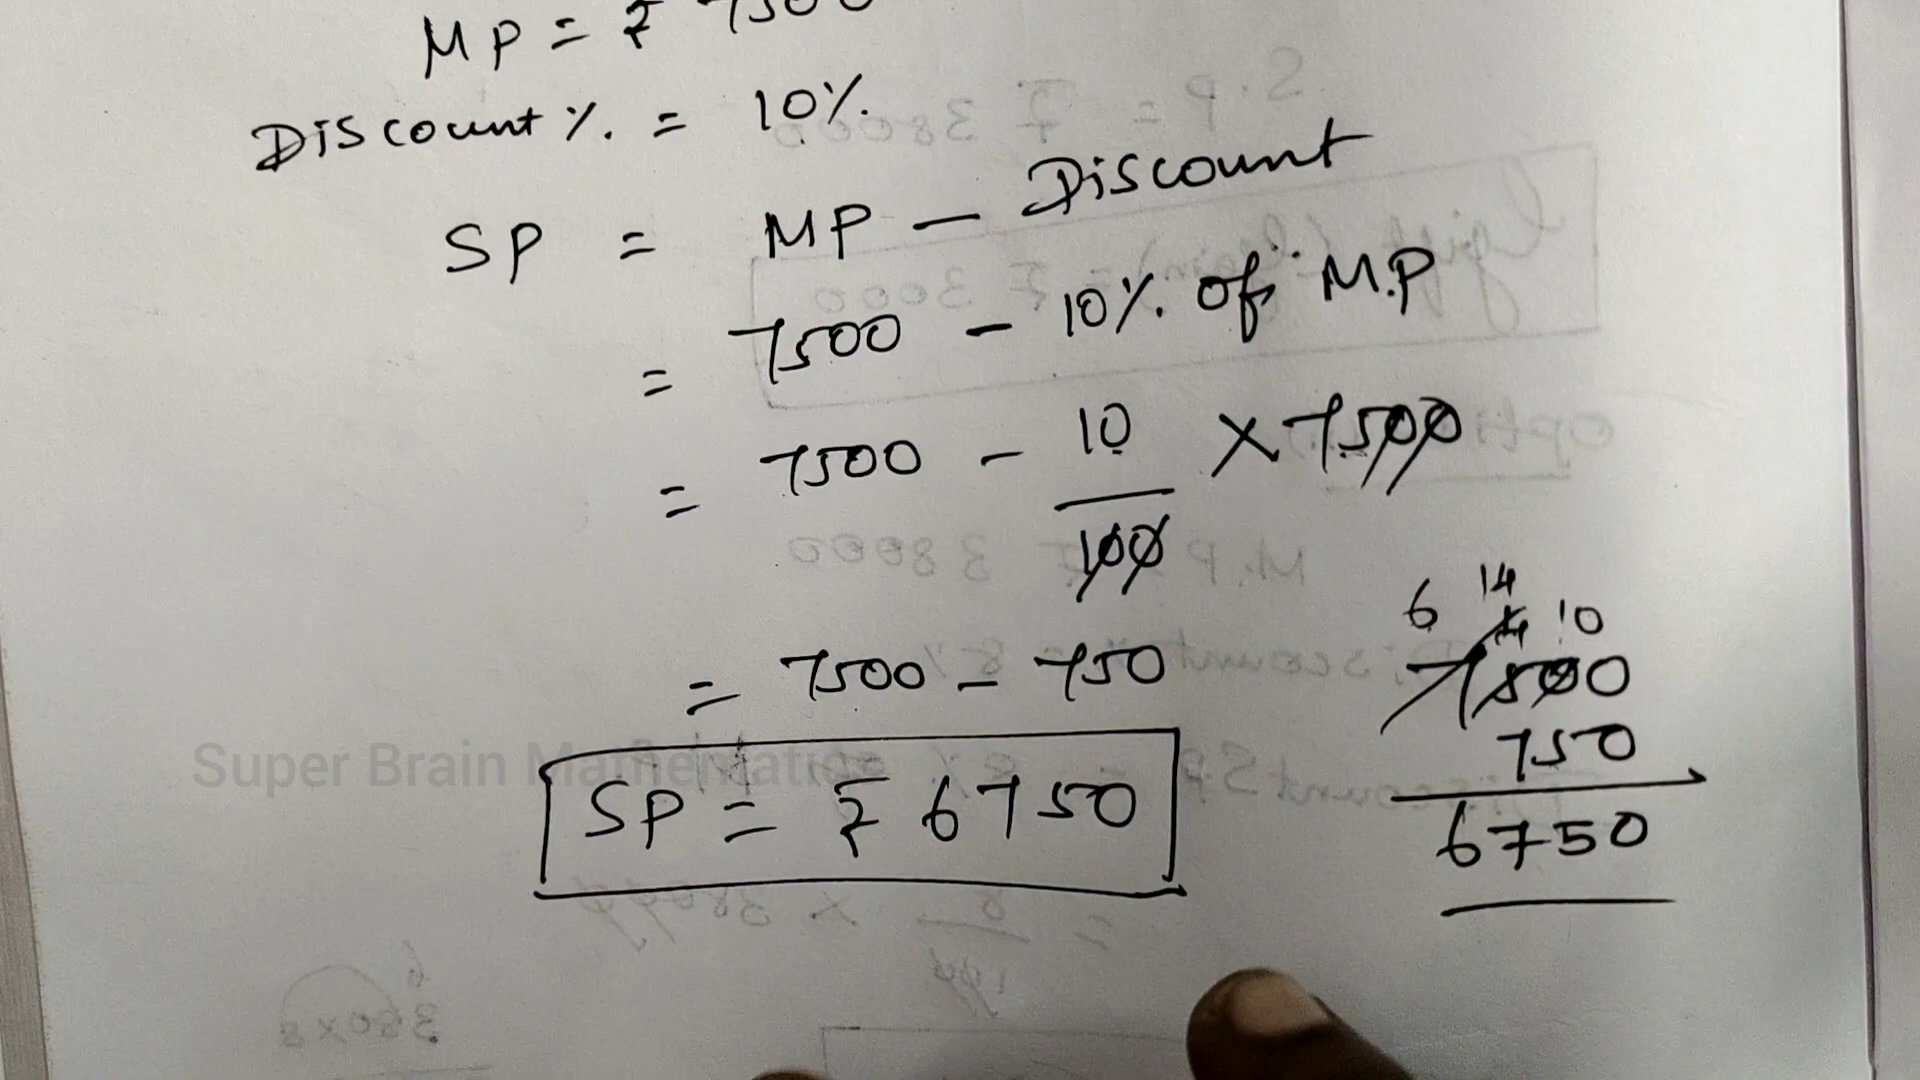 MP = ₹ 7500
Discount %. = 10%.
SP = MP — Discount
= 7500 - 10%. of M.P
= 7500 - 10/100 × 7500
= 7500 - 750
SP = ₹ 6750
6 14
4 10
7500
750
6750
Super Brain Mathematics